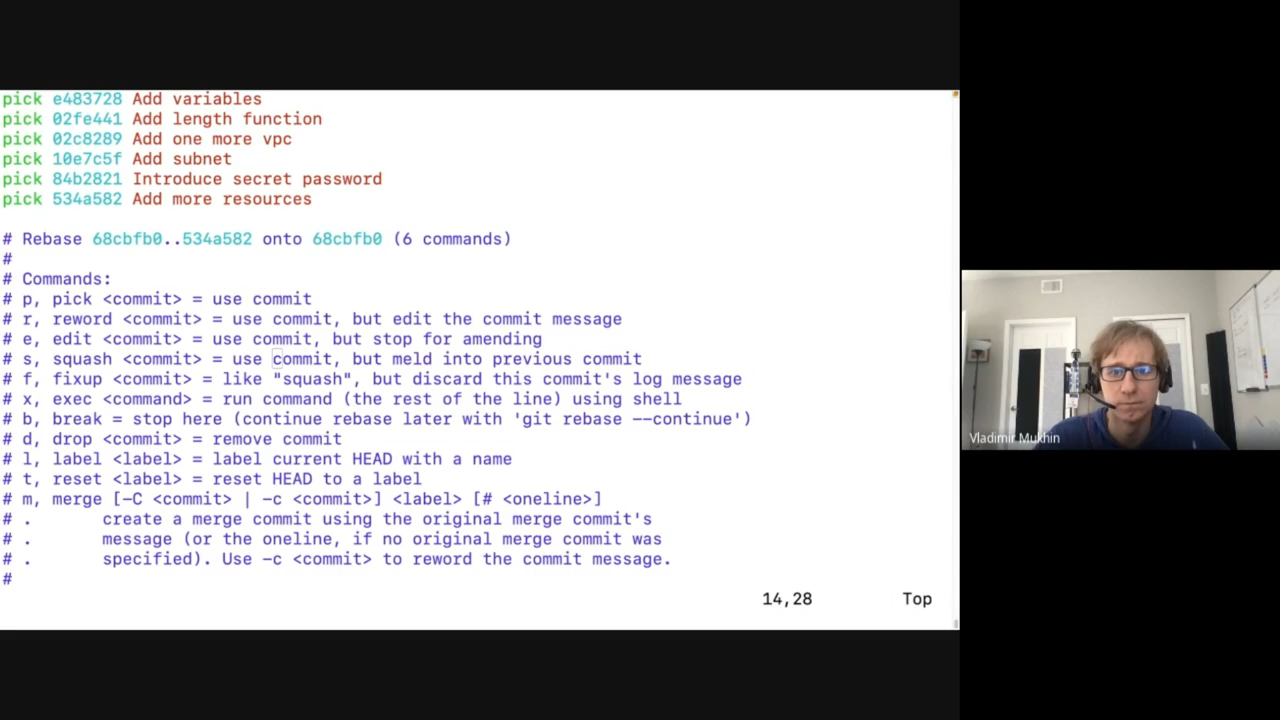 pick e483728 Add variables
pick 02fe441 Add length function
pick 02c8289 Add one more vpc
pick 10e7c5f Add subnet
pick 84b2821 Introduce secret password
pick 534a582 Add more resources
# Rebase 68cbfb0..534a582 onto 68cbfb0 (6 commands)
#
# Commands:
# p, pick <commit> = use commit
# r, reword <commit> = use commit, but edit the commit message
# e, edit <commit> = use commit, but stop for amending
# s, squash <commit> = use commit, but meld into previous commit
# f, fixup <commit> = like "squash", but discard this commit's log message
# x, exec <command> = run command (the rest of the line) using shell
# b, break = stop here (continue rebase later with 'git rebase --continue')
# d, drop <commit> = remove commit
# l, label <label> = label current HEAD with a name
# t, reset <label> = reset HEAD to a label
# m, merge [-C <commit> | -c <commit>] <label> [# <oneline>]
# .       create a merge commit using the original merge commit's
# .       message (or the oneline, if no original merge commit was
# .       specified). Use -c <commit> to reword the commit message.
#
14,28 Top
Vladimir Mukhin